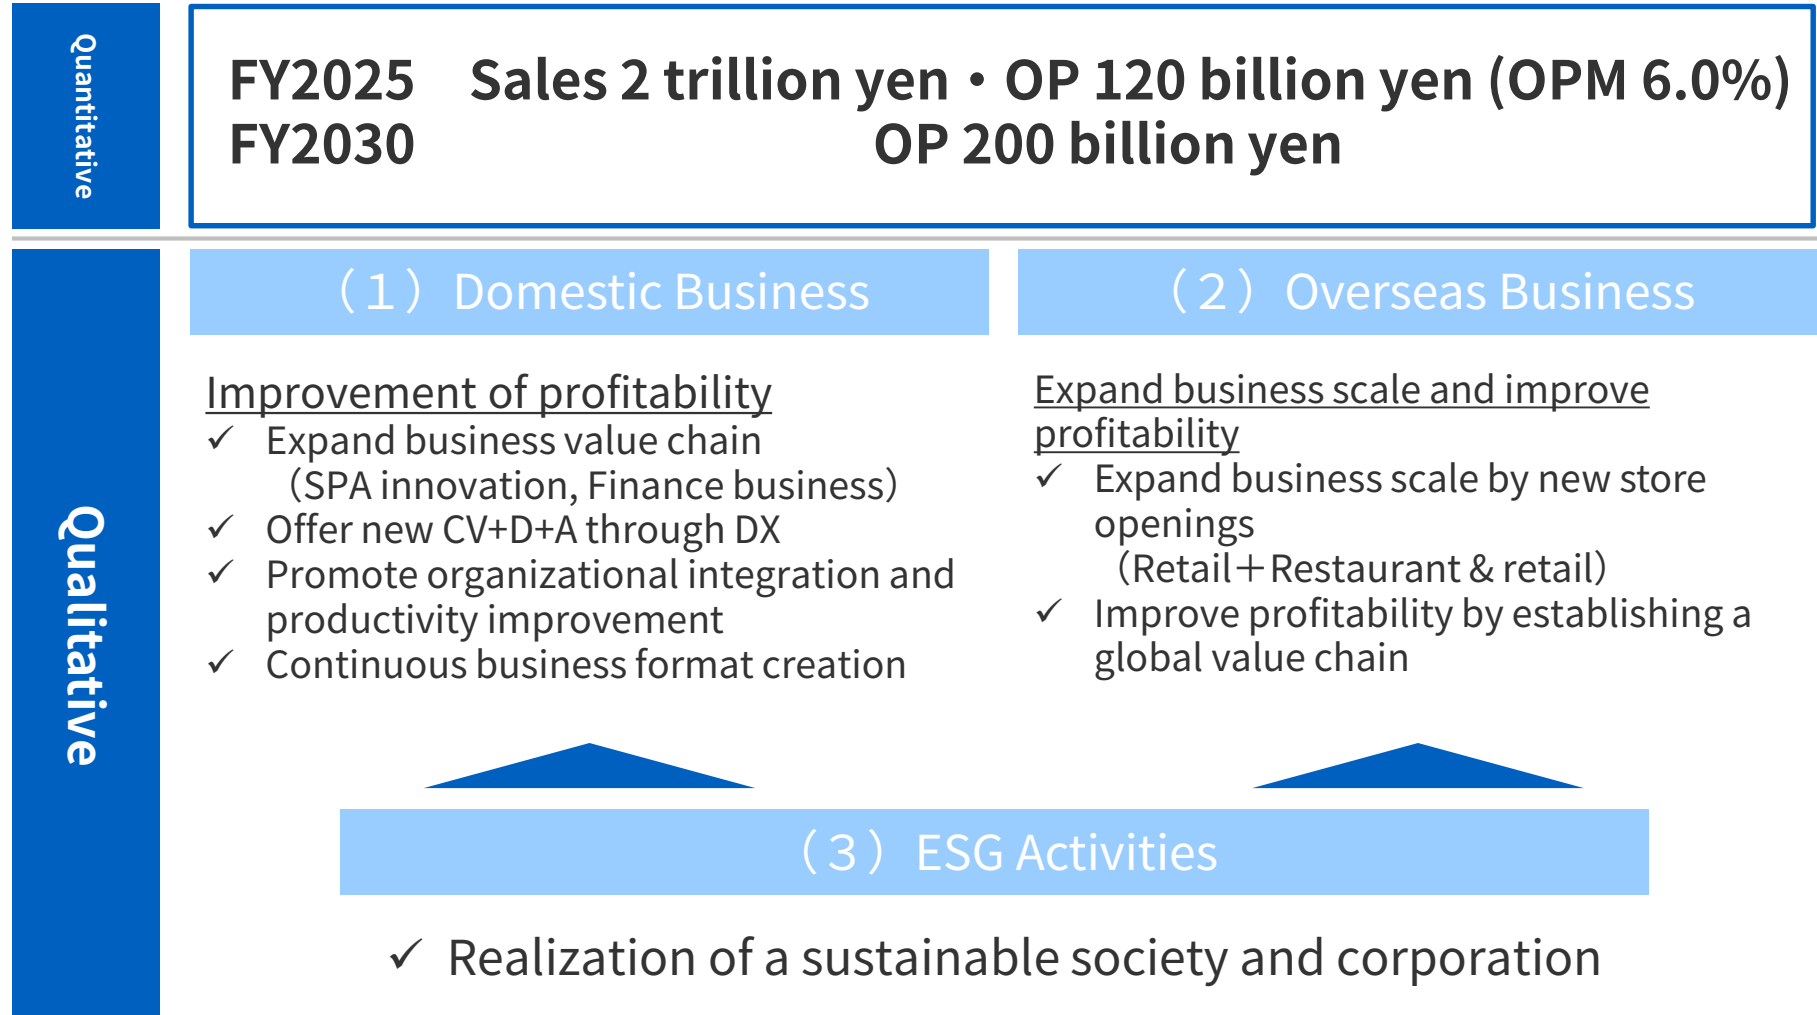 Quantitative
FY2025 Sales 2 trillion yen・OP 120 billion yen (OPM 6.0%)
FY2030 OP 200 billion yen
Qualitative
（１）Domestic Business
Improvement of profitability
✓ Expand business value chain
（SPA innovation, Finance business）
✓ Offer new CV+D+A through DX
✓ Promote organizational integration and
productivity improvement
✓ Continuous business format creation
（２）Overseas Business
Expand business scale and improve
profitability
✓ Expand business scale by new store
openings
（Retail＋Restaurant & retail）
✓ Improve profitability by establishing a
global value chain
（３）ESG Activities
✓ Realization of a sustainable society and corporation